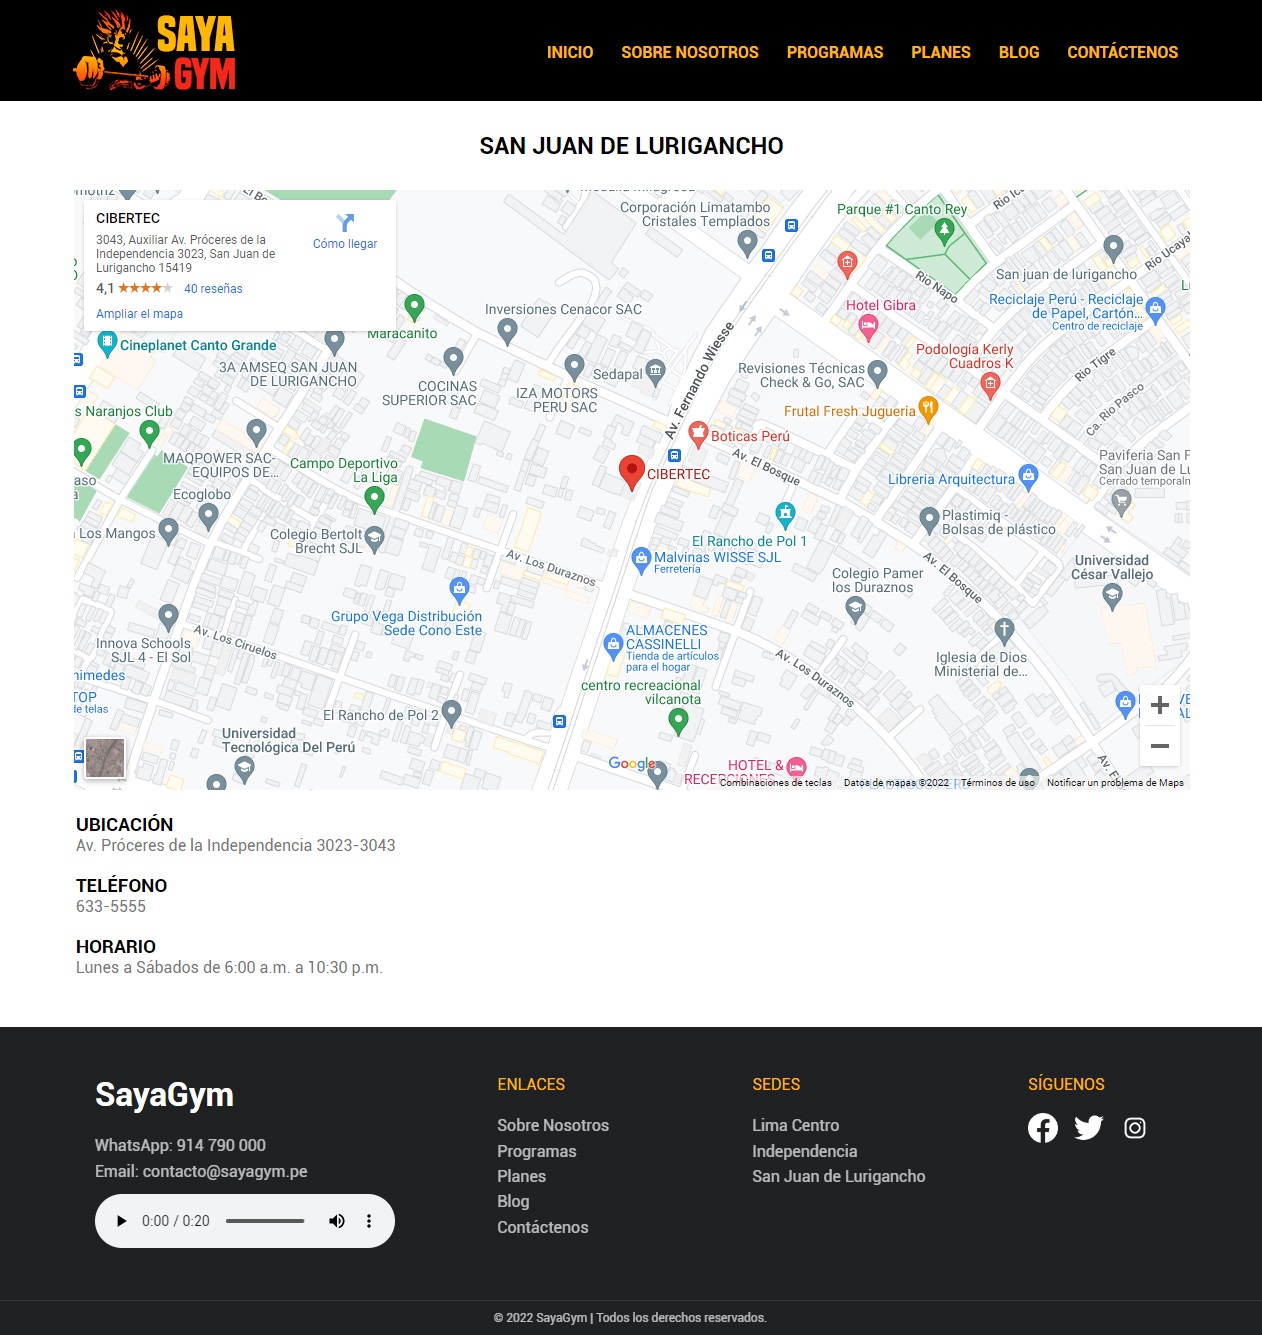 SAYA
GYM
INICIO
SOBRE NOSOTROS
PROGRAMAS
PLANES
BLOG
CONTÁCTENOS
SAN JUAN DE LURIGANCHO
CIBERTEC
3043, Auxiliar Av. Próceres de la
Independencia 3023, San Juan de
Lurigancho 15419
4,1
40 reseñas
Ampliar el mapa
Cómo llegar
Corporación Limatambo
Cristales Templados
Parque #1 Canto Rey
Rio Napo
San juan de lurigancho
Rio Ucayal
Hotel Gibra
Reciclaje Perú - Reciclaje
de Papel, Cartón...
Centro de reciclaje
Inversiones Cenacor SAC
Maracanito
Cineplanet Canto Grande
3A AMSEQ SAN JUAN
DE LURIGANCHO
COCINAS
SUPERIOR SAC
IZA MOTORS
PERU SAC
Sedapal
Av. Fernando Wiesse
Revisiones Técnicas
Check & Go, SAC
Podología Kerly
Cuadros K
Rio Tigre
Ca. Rio Pasco
Frutal Fresh Jugueria
s Naranjos Club
Boticas Perú
Av. El Bosque
MAQPOWER SAC-
EQUIPOS DE...
Campo Deportivo
La Liga
CIBERTEC
Libreria Arquitectura
Paviferia San F
San Juan de Lu
Cerrado temporaln
Ecoglobo
Los Mangos
Colegio Bertolt
Brecht SJL
El Rancho de Pol 1
Plastimiq -
Bolsas de plástico
Av. Los Duraznos
Malvinas WISSE SJL
Ferretería
Colegio Pamer
los Duraznos
Av. El Bosque
Universidad
César Vallejo
Grupo Vega Distribución
Sede Cono Este
Innova Schools
SJL 4 - El Sol
Av. Los Ciruelos
ALMACENES
CASSINELLI
Tienda de artículos
para el hogar
Av. Los Duraznos
Iglesia de Dios
Ministerial de...
nimedes
TOP
de telas
centro recreacional
vilcanota
El Rancho de Pol 2
Universidad
Tecnológica Del Perú
Google
HOTEL &
RECEPCIONES
Combinaciones de teclas
Datos de mapas ©2022
Términos de uso
Notificar un problema de Maps
UBICACIÓN
Av. Próceres de la Independencia 3023-3043
TELÉFONO
633-5555
HORARIO
Lunes a Sábados de 6:00 a.m. a 10:30 p.m.
SayaGym
WhatsApp: 914 790 000
Email: contacto@sayagym.pe
0:00 / 0:20
ENLACES
Sobre Nosotros
Programas
Planes
Blog
Contáctenos
SEDES
Lima Centro
Independencia
San Juan de Lurigancho
SÍGUENOS
© 2022 SayaGym | Todos los derechos reservados.